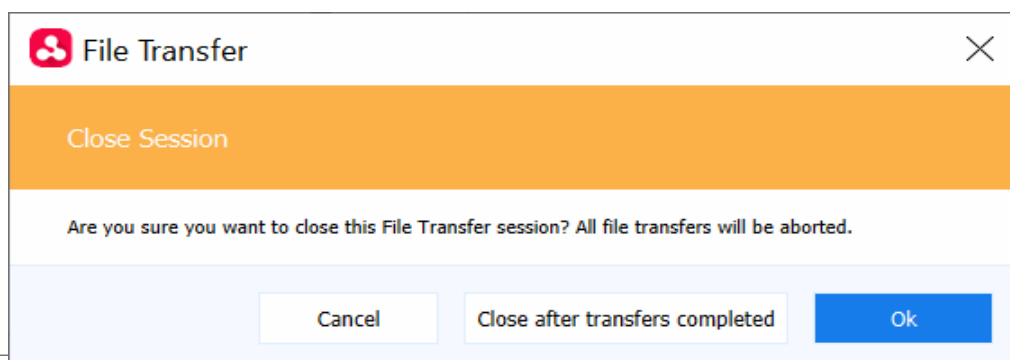 File Transfer
Close Session
Are you sure you want to close this File Transfer session? All file transfers will be aborted.
Cancel
Close after transfers completed
Ok